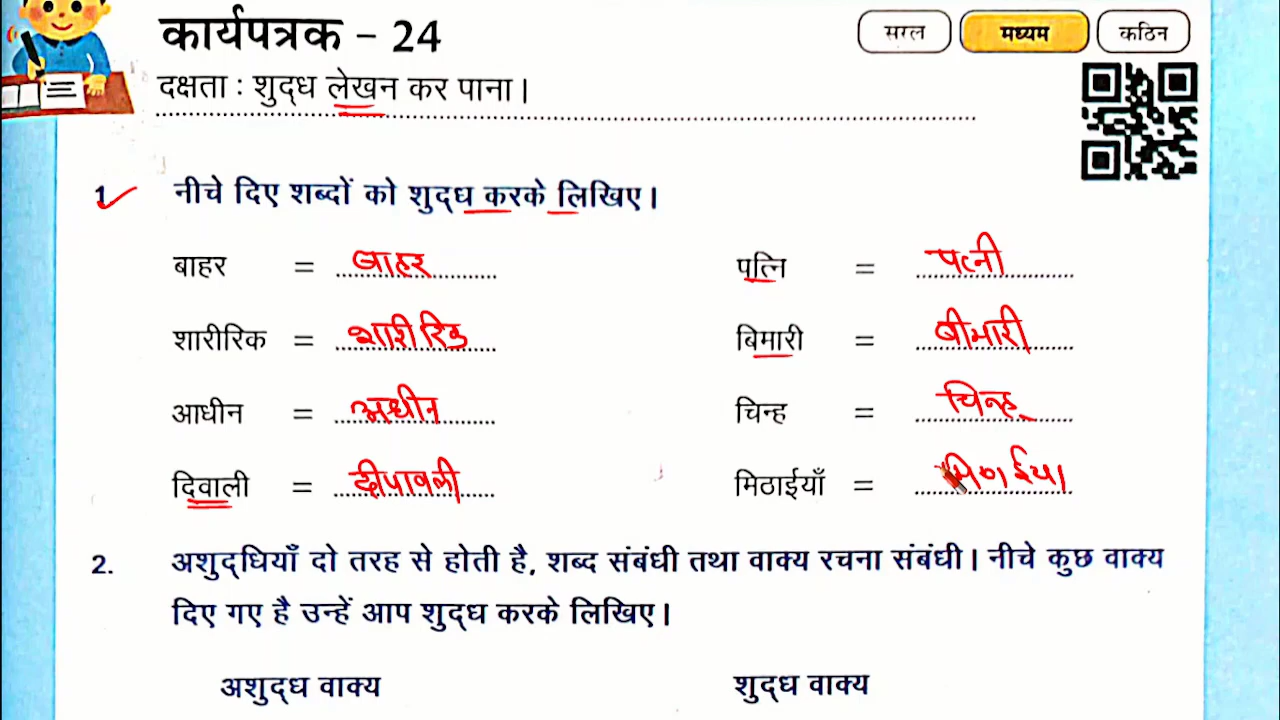 कार्यपत्रक – 24
सरल मध्यम कठिन
दक्षता : शुद्ध लेखन कर पाना।
1. नीचे दिए शब्दों को शुद्ध करके लिखिए।
बाहर = बाहर पत्नि = पत्नी
शारीरिक = शारीरिक बिमारी = बीमारी
आधीन = अधीन चिन्ह = चिन्ह
दिवाली = दीपावली मिठाईयाँ = मिठाईया
2. अशुद्धियाँ दो तरह से होती है, शब्द संबंधी तथा वाक्य रचना संबंधी। नीचे कुछ वाक्य
दिए गए है उन्हें आप शुद्ध करके लिखिए।
अशुद्ध वाक्य शुद्ध वाक्य